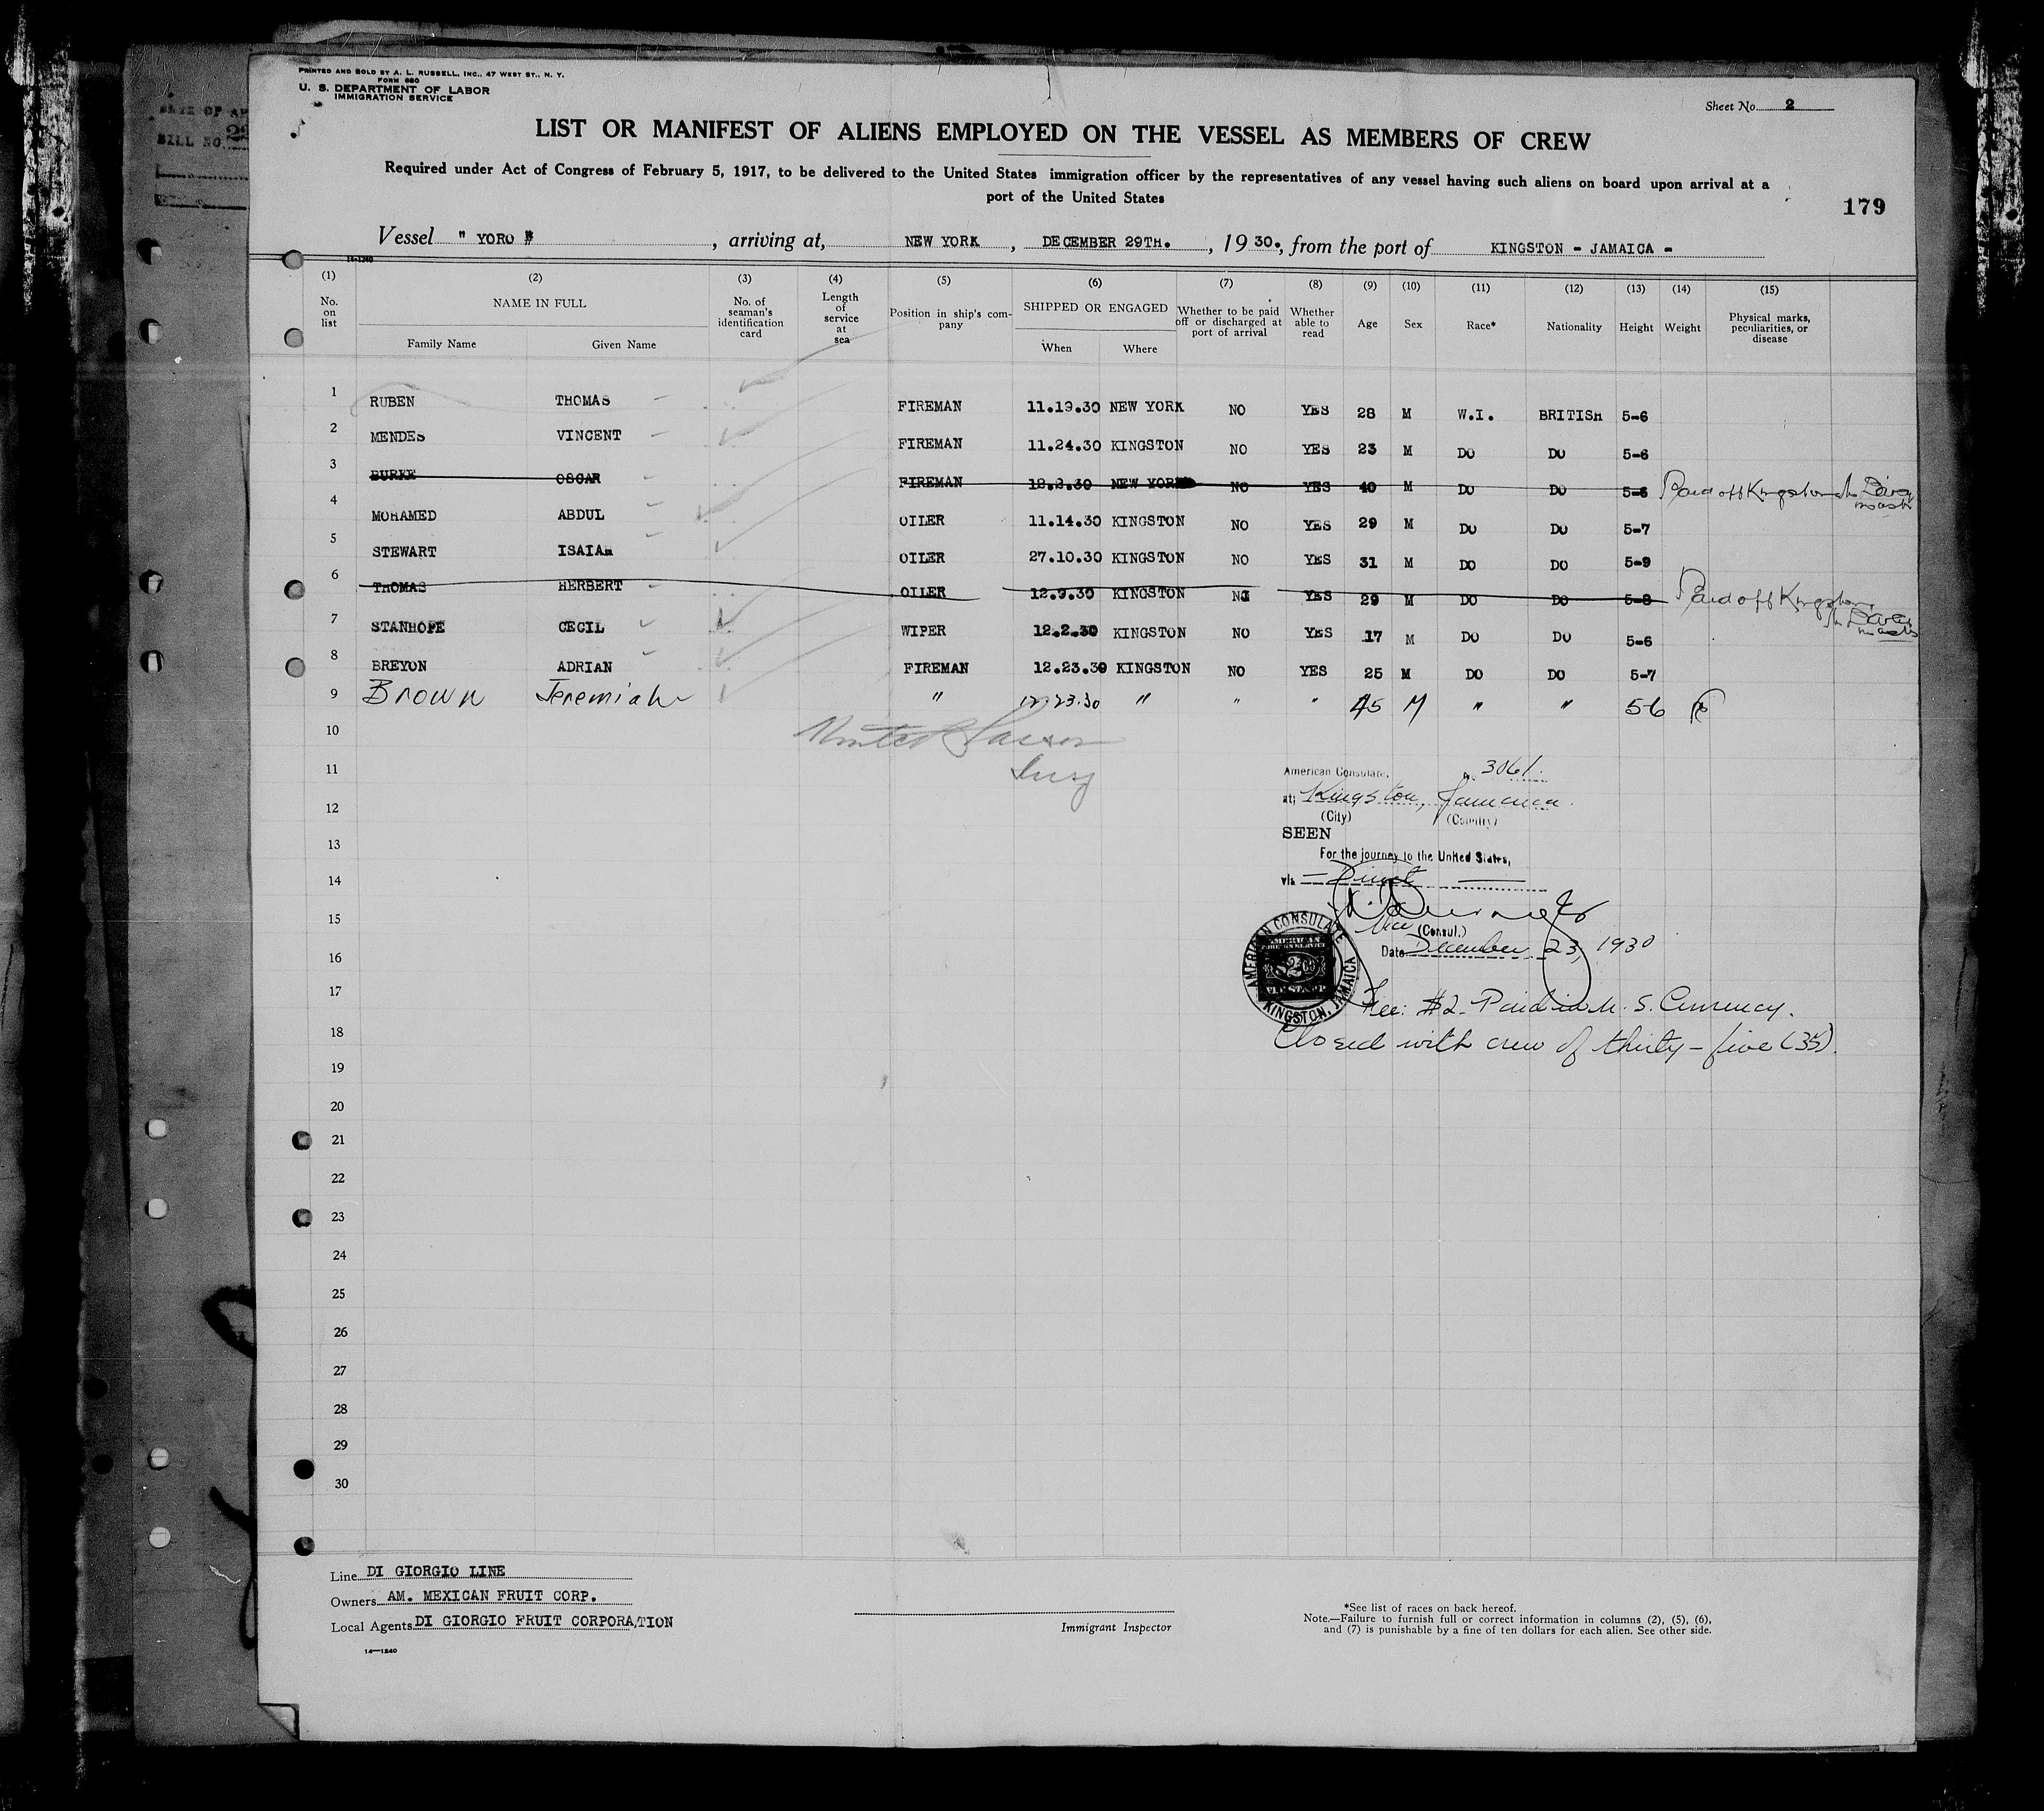 PRINTED AND SOLD BY A. L. RUSSELL, INC., 47 WEST ST., N. Y.
FORM 680
U. S. DEPARTMENT OF LABOR
IMMIGRATION SERVICE
Sheet No. 2
LIST OR MANIFEST OF ALIENS EMPLOYED ON THE VESSEL AS MEMBERS OF CREW
Required under Act of Congress of February 5, 1917, to be delivered to the United States immigration officer by the representatives of any vessel having such aliens on board upon arrival at a
port of the United States
179
BILL NO.
Vessel " YORO ", arriving at, NEW YORK, DECEMBER 29TH., 1930., from the port of KINGSTON - JAMAICA -
14-1240
(1) (2) (3) (4) (5) (6) (7) (8) (9) (10) (11) (12) (13) (14) (15)
No. on list NAME IN FULL Family Name Given Name No. of seaman's identification card Length of service at sea Position in ship's company SHIPPED OR ENGAGED When Where Whether to be paid off or discharged at port of arrival Whether able to read Age Sex Race* Nationality Height Weight Physical marks, peculiarities, or disease
1 RUBEN THOMAS FIREMAN 11.19.30 NEW YORK NO YES 28 M W.I. BRITISH 5-6
2 MENDES VINCENT FIREMAN 11.24.30 KINGSTON NO YES 23 M DO DO 5-6
3 BURKE OSCAR FIREMAN 12.2.30 NEW YORK NO YES 40 M DO DO 5-6 Paid off Kingston
4 MOHAMED ABDUL OILER 11.14.30 KINGSTON NO YES 29 M DO DO 5-7
5 STEWART ISAIAH OILER 27.10.30 KINGSTON NO YES 31 M DO DO 5-9
6 THOMAS HERBERT OILER 12.9.30 KINGSTON NO YES 29 M DO DO 5-8 Paid off Kingston
7 STANHOPE CECIL WIPER 12.2.30 KINGSTON NO YES 17 M DO DO 5-6
8 BREYON ADRIAN FIREMAN 12.23.30 KINGSTON NO YES 25 M DO DO 5-7
9 Brown Jeremiah " 12.23.30 " " " 45 M " " 5-6
10
11
12
13
14
15
16
17
18
19
20
21
22
23
24
25
26
27
28
29
30
American Consulate, No. 3061.
at; Kingston, Jamaica.
(City) (Country)
SEEN
For the journey to the United States,
via - Direct
Vice (Consul.)
Date December 23, 1930
AMERICAN CONSULATE KINGSTON, JAMAICA
AMERICAN FOREIGN SERVICE
Fee: $2- Paid in U. S. Currency.
Closed with crew of thirty-five (35).
Line DI GIORGIO LINE
Owners AM. MEXICAN FRUIT CORP.
Local Agents DI GIORGIO FRUIT CORPORATION
14-1240
Immigrant Inspector
*See list of races on back hereof.
Note.—Failure to furnish full or correct information in columns (2), (5), (6),
and (7) is punishable by a fine of ten dollars for each alien. See other side.